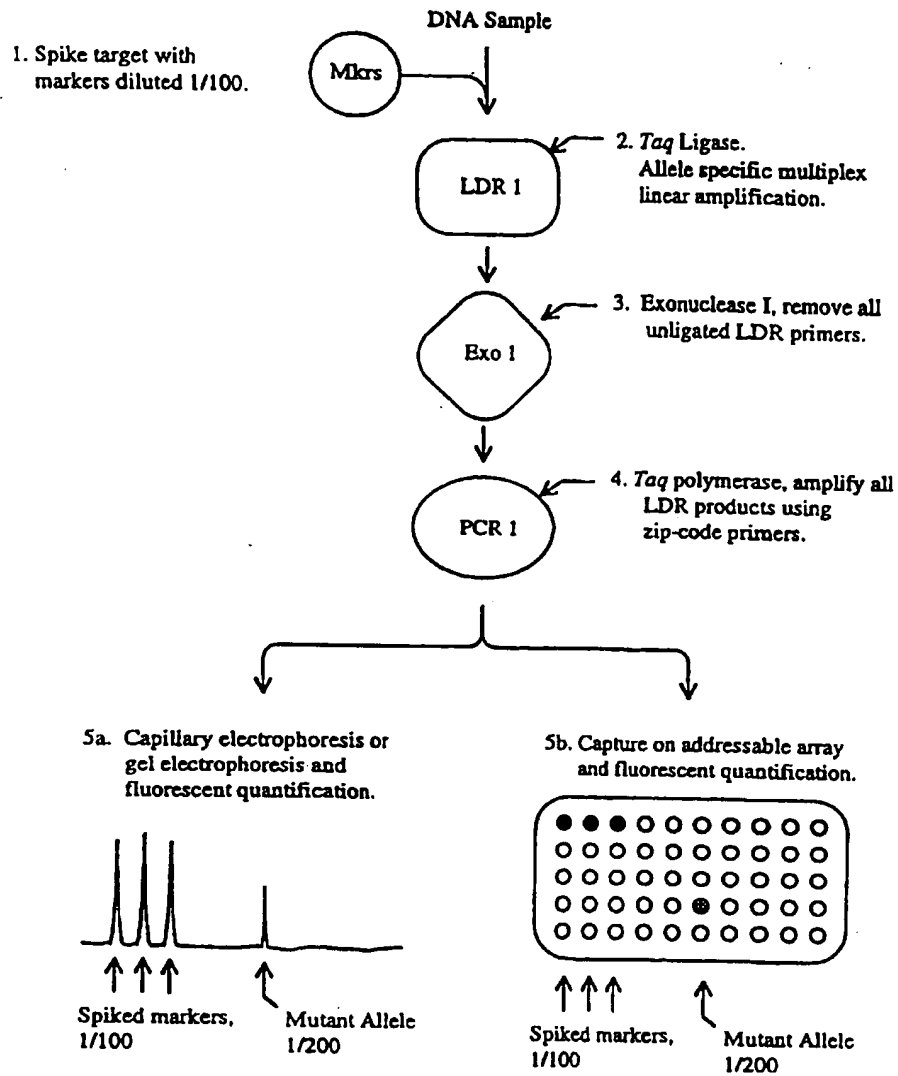 DNA Sample
1. Spike target with
markers diluted 1/100.
Mkrs
2. Taq Ligase.
Allele specific multiplex
linear amplification.
LDR 1
3. Exonuclease I, remove all
unligated LDR primers.
Exo 1
4. Taq polymerase, amplify all
LDR products using
zip-code primers.
PCR 1
5a. Capillary electrophoresis or
gel electrophoresis and
fluorescent quantification.
5b. Capture on addressable array
and fluorescent quantification.
Spiked markers,
1/100
Mutant Allele
1/200
Spiked markers,
1/100
Mutant Allele
1/200